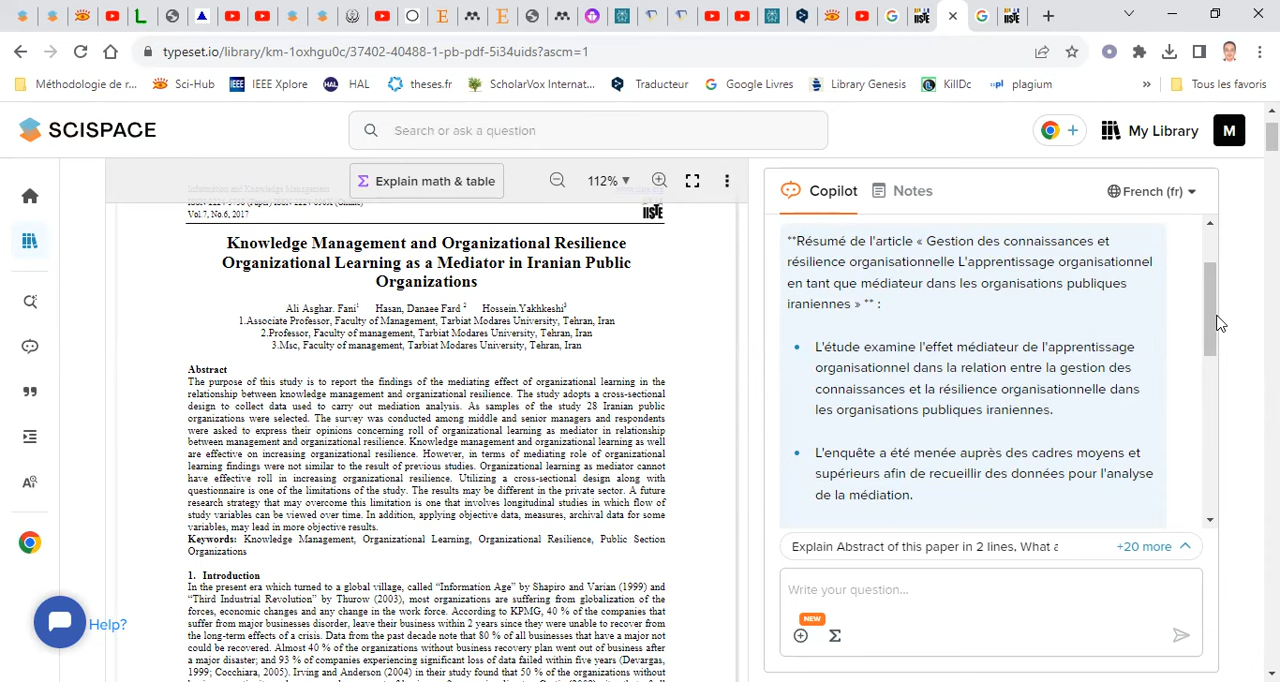 typeset.io/library/km-1oxhgu0c/37402-40488-1-pb-pdf-5i34uids?ascm=1
Méthodologie de r... Sci-Hub IEEE Xplore HAL theses.fr ScholarVox Internat... Traducteur Google Livres Library Genesis KillDc plagium » Tous les favoris
SCISPACE
Search or ask a question
My Library
M
Explain math & table
112%
Information and Knowledge Management
Vol.7, No.6, 2017
IISTE
Knowledge Management and Organizational Resilience
Organizational Learning as a Mediator in Iranian Public
Organizations
Ali Asghar. Fani1 Hasan, Danaee Fard 2 Hossein.Yakhkeshi3
1.Associate Professor, Faculty of Management, Tarbiat Modares University, Tehran, Iran
2.Professor, Faculty of management, Tarbiat Modares University, Tehran, Iran
3.Msc, Faculty of management, Tarbiat Modares University, Tehran, Iran
Abstract
The purpose of this study is to report the findings of the mediating effect of organizational learning in the
relationship between knowledge management and organizational resilience. The study adopts a cross-sectional
design to collect data used to carry out mediation analysis. As samples of the study 28 Iranian public
organizations were selected. The survey was conducted among middle and senior managers and respondents
were asked to express their opinions concerning roll of organizational learning as mediator in relationship
between management and organizational resilience. Knowledge management and organizational learning as well
are effective on increasing organizational resilience. However, in terms of mediating role of organizational
learning findings were not similar to the result of previous studies. Organizational learning as mediator cannot
have effective roll in increasing organizational resilience. Utilizing a cross-sectional design along with
questionnaire is one of the limitations of the study. The results may be different in the private sector. A future
research strategy that may overcome this limitation is one that involves longitudinal studies in which flow of
study variables can be viewed over time. In addition, applying objective data, measures, archival data for some
variables, may lead in more objective results.
Keywords: Knowledge Management, Organizational Learning, Organizational Resilience, Public Section
Organizations
1. Introduction
In the present era which turned to a global village, called “Information Age” by Shapiro and Varian (1999) and
“Third Industrial Revolution” by Thurow (2003), most organizations are suffering from globalization of the
forces, economic changes and any change in the work force. According to KPMG, 40 % of the companies that
suffer from major businesses disorder, leave their business within 2 years since they were unable to recover from
the long-term effects of a crisis. Data from the past decade note that 80 % of all businesses that have a major not
could be recovered. Almost 40 % of the organizations without business recovery plan went out of business after
a major disaster; and 93 % of companies experiencing significant loss of data failed within five years (Devargas,
1999; Cocchiara, 2005). Irving and Anderson (2004) in their study found that 50 % of the organizations without
Copilot
Notes
French (fr)
**Résumé de l'article « Gestion des connaissances et
résilience organisationnelle L'apprentissage organisationnel
en tant que médiateur dans les organisations publiques
iraniennes » ** :
• L'étude examine l'effet médiateur de l'apprentissage
organisationnel dans la relation entre la gestion des
connaissances et la résilience organisationnelle dans
les organisations publiques iraniennes.
• L'enquête a été menée auprès des cadres moyens et
supérieurs afin de recueillir des données pour l'analyse
de la médiation.
Explain Abstract of this paper in 2 lines. What a
+20 more
Write your question...
NEW
Help?